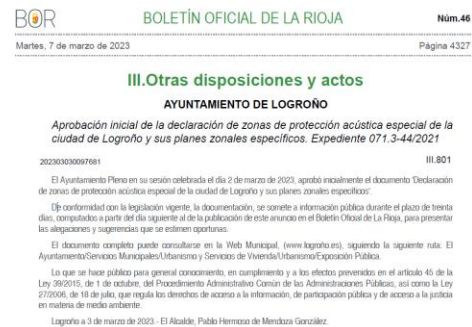 BOR
BOLETÍN OFICIAL DE LA RIOJA
Núm.46
Martes, 7 de marzo de 2023
Página 4327
III.Otras disposiciones y actos
AYUNTAMIENTO DE LOGROÑO
Aprobación inicial de la declaración de zonas de protección acústica especial de la
ciudad de Logroño y sus planes zonales específicos. Expediente 071.3-44/2021
202303030097681
III.801
El Ayuntamiento Pleno en su sesión celebrada el día 2 de marzo de 2023, aprobó inicialmente el documento 'Declaración
de zonas de protección acústica especial de la ciudad de Logroño y sus planes zonales específicos'.
De conformidad con la legislación vigente, la documentación, se somete a información pública durante el plazo de treinta
días, computados a partir del día siguiente al de la publicación de este anuncio en el Boletín Oficial de La Rioja, para presentar
las alegaciones y sugerencias que se estimen oportunas.
El documento completo puede consultarse en la Web Municipal, (www.logroño.es), siguiendo la siguiente ruta: El
Ayuntamiento/Servicios Municipales/Urbanismo y Servicios de Vivienda/Urbanismo/Exposición Pública.
Lo que se hace público para general conocimiento, en cumplimiento y a los efectos prevenidos en el artículo 45 de la
Ley 39/2015, de 1 de octubre, del Procedimiento Administrativo Común de las Administraciones Públicas, así como la Ley
27/2006, de 18 de julio, que regula los derechos de acceso a la información, de participación pública y de acceso a la justicia
en materia de medio ambiente.
Logroño a 3 de marzo de 2023.- El Alcalde, Pablo Hermoso de Mendoza González.